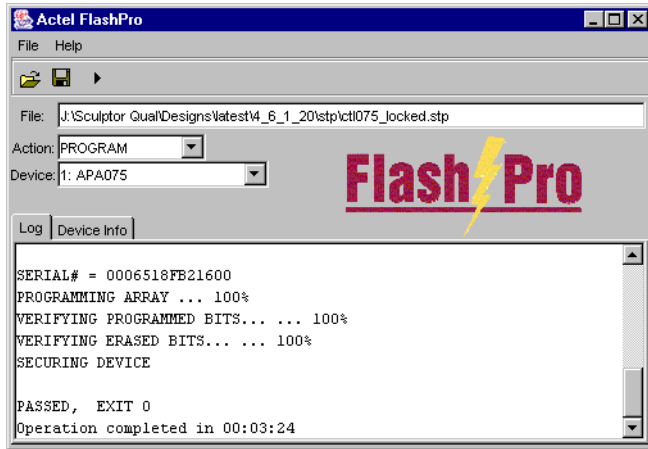 Actel FlashPro
File Help
File: J:\Sculptor Qual\Designs\latest\4_6_1_20\stp\ctl075_locked.stp
Action: PROGRAM
Device: 1: APA075
Flash Pro
Log Device Info
SERIAL# = 0006518FB21600
PROGRAMMING ARRAY ... 100%
VERIFYING PROGRAMMED BITS... ... 100%
VERIFYING ERASED BITS... ... 100%
SECURING DEVICE
PASSED, EXIT 0
Operation completed in 00:03:24